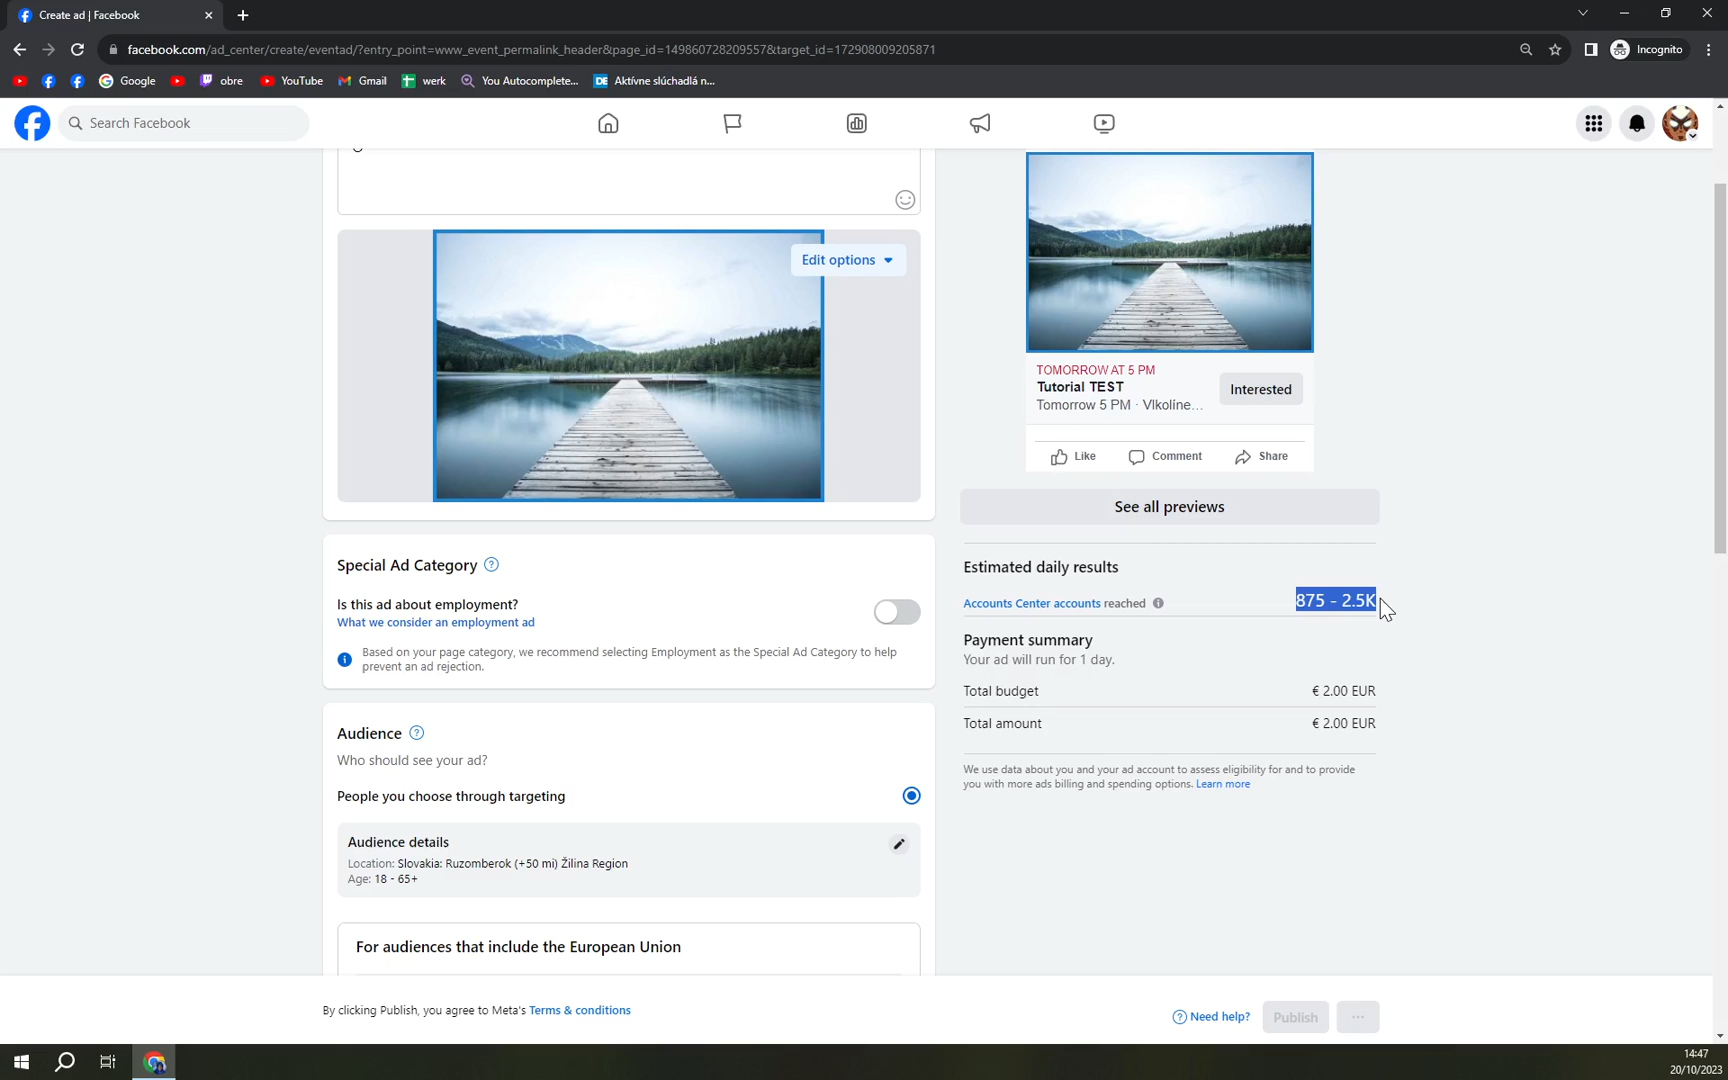 Create ad | Facebook
facebook.com/ad_center/create/eventad/?entry_point=www_event_permalink_header&page_id=149860728209557&target_id=172908009205871
Incognito
Google
obre
YouTube
Gmail
werk
You Autocomplete...
DE Aktívne slúchadlá n...
Search Facebook
Edit options
TOMORROW AT 5 PM
Tutorial TEST
Tomorrow 5 PM · Vlkoline...
Interested
Like
Comment
Share
See all previews
Special Ad Category
Is this ad about employment?
What we consider an employment ad
Based on your page category, we recommend selecting Employment as the Special Ad Category to help
prevent an ad rejection.
Estimated daily results
Accounts Center accounts reached
875 - 2.5K
Payment summary
Your ad will run for 1 day.
Total budget
€ 2.00 EUR
Total amount
€ 2.00 EUR
We use data about you and your ad account to assess eligibility for and to provide
you with more ads billing and spending options. Learn more
Audience
Who should see your ad?
People you choose through targeting
Audience details
Location: Slovakia: Ruzomberok (+50 mi) Žilina Region
Age: 18 - 65+
For audiences that include the European Union
By clicking Publish, you agree to Meta's Terms & conditions
Need help?
Publish
...
14:47
20/10/2023